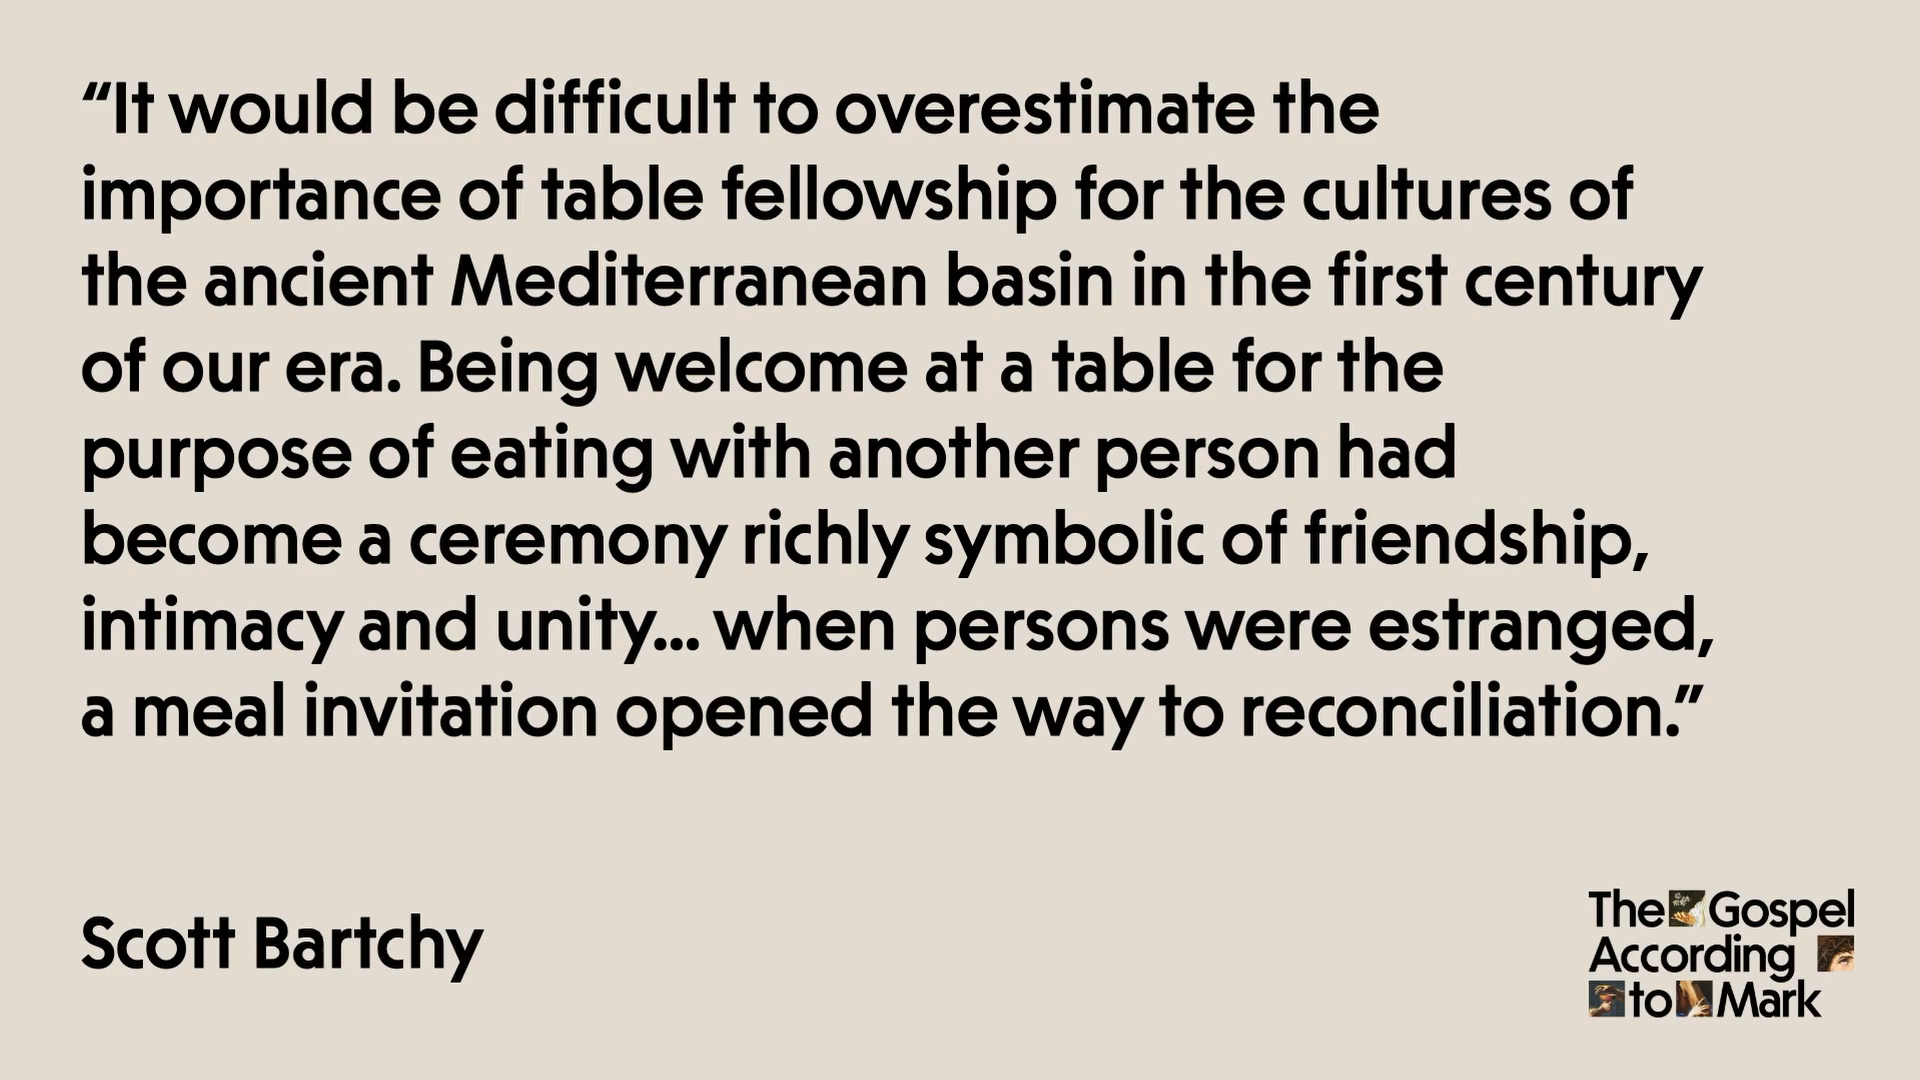 “It would be difficult to overestimate the
importance of table fellowship for the cultures of
the ancient Mediterranean basin in the first century
of our era. Being welcome at a table for the
purpose of eating with another person had
become a ceremony richly symbolic of friendship,
intimacy and unity... when persons were estranged,
a meal invitation opened the way to reconciliation.”
Scott Bartchy
The Gospel
According
to Mark